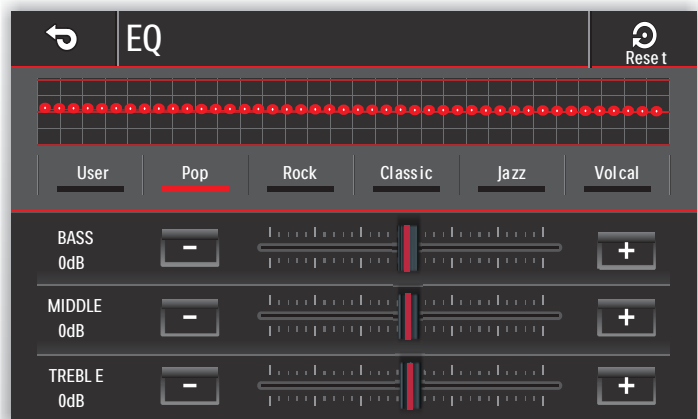 EQ
Reset
User Pop Rock Classic Jazz Volcal
BASS
0dB
- +
MIDDLE
0dB
- +
TREBLE
0dB
- +